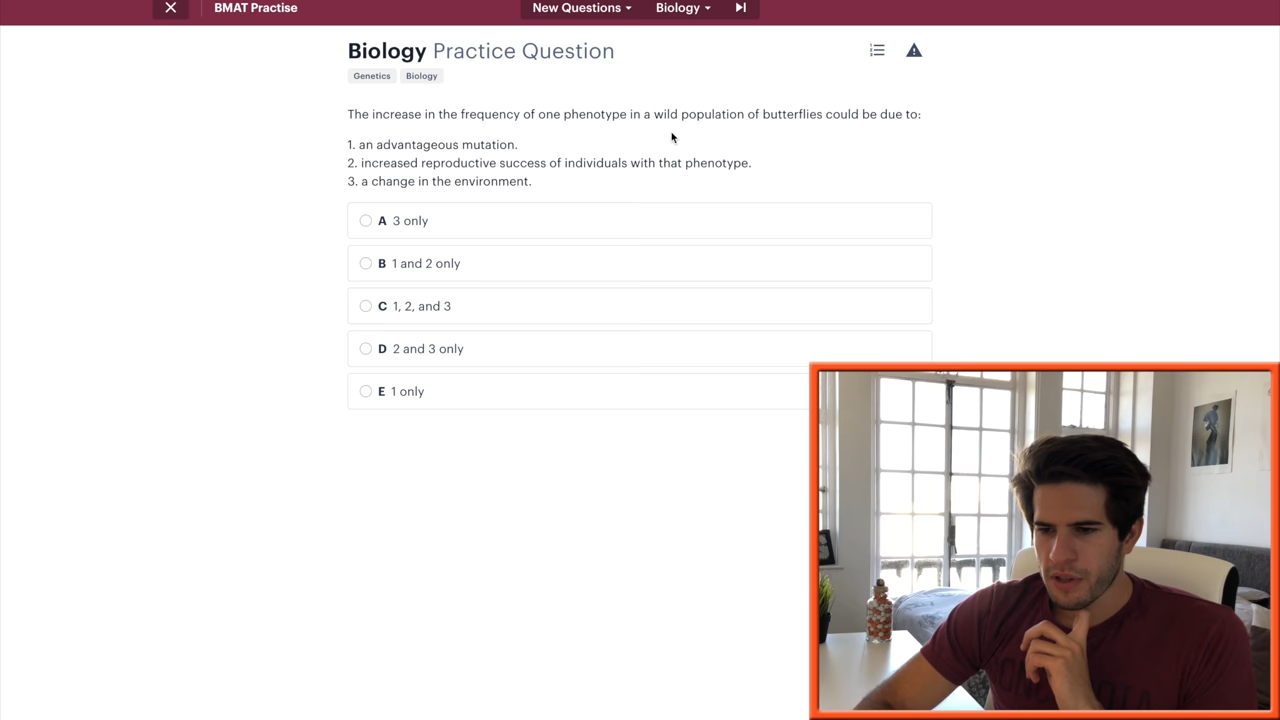 BMAT Practise
New Questions
Biology
Biology Practice Question
Genetics
Biology
The increase in the frequency of one phenotype in a wild population of butterflies could be due to:
1. an advantageous mutation.
2. increased reproductive success of individuals with that phenotype.
3. a change in the environment.
A 3 only
B 1 and 2 only
C 1, 2, and 3
D 2 and 3 only
E 1 only